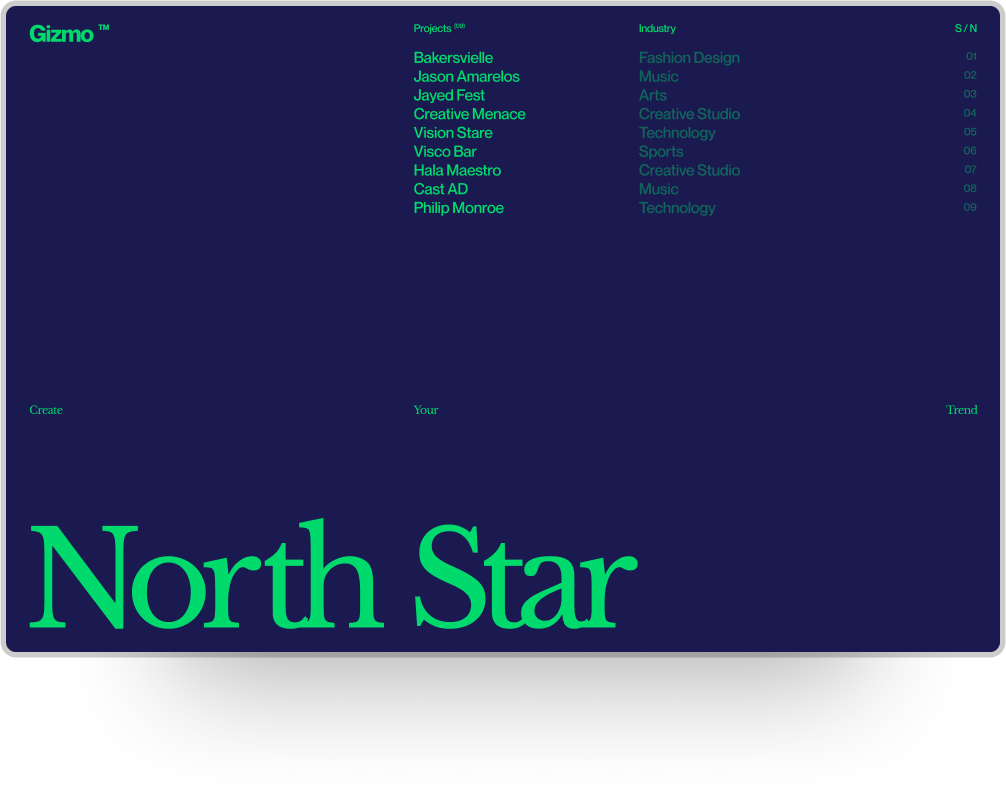 Gizmo ™ Projects (09) Industry S / N
Bakersvielle Fashion Design 01
Jason Amarelos Music 02
Jayed Fest Arts 03
Creative Menace Creative Studio 04
Vision Stare Technology 05
Visco Bar Sports 06
Hala Maestro Creative Studio 07
Cast AD Music 08
Philip Monroe Technology 09
Create Your Trend
North Star